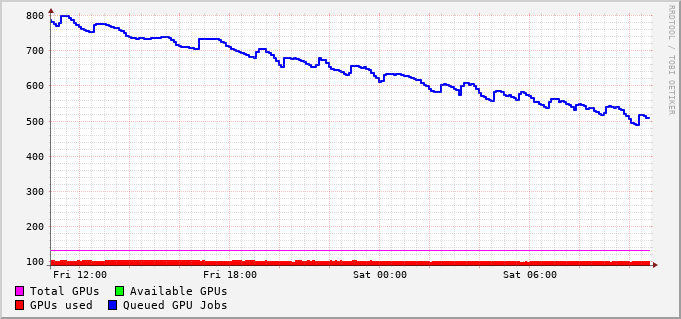 800
700
600
500
400
300
200
100
Fri 12:00 Fri 18:00 Sat 00:00 Sat 06:00
Total GPUs Available GPUs
GPUs used Queued GPU Jobs
RRDTOOL / TOBI OETIKER